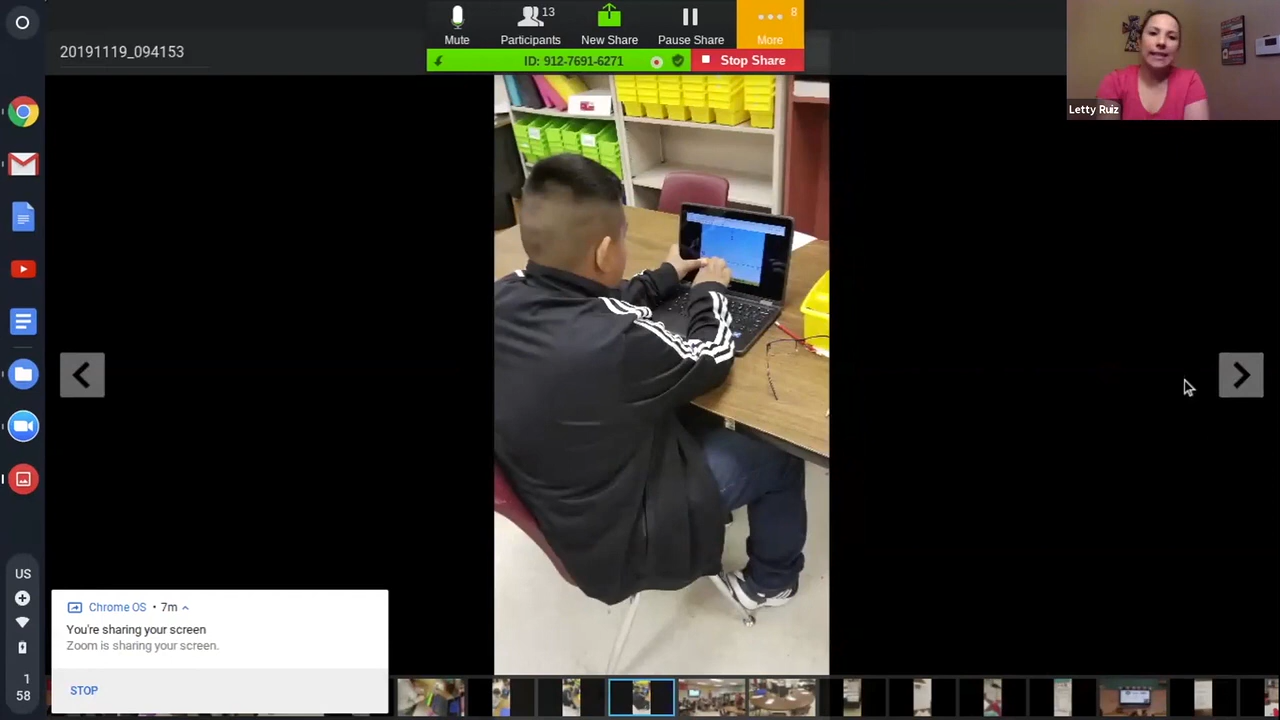 13
8
Mute
Participants
New Share
Pause Share
More
20191119_094153
ID: 912-7691-6271
Stop Share
Letty Ruiz
US
Chrome OS • 7m
You're sharing your screen
Zoom is sharing your screen.
STOP
1
58